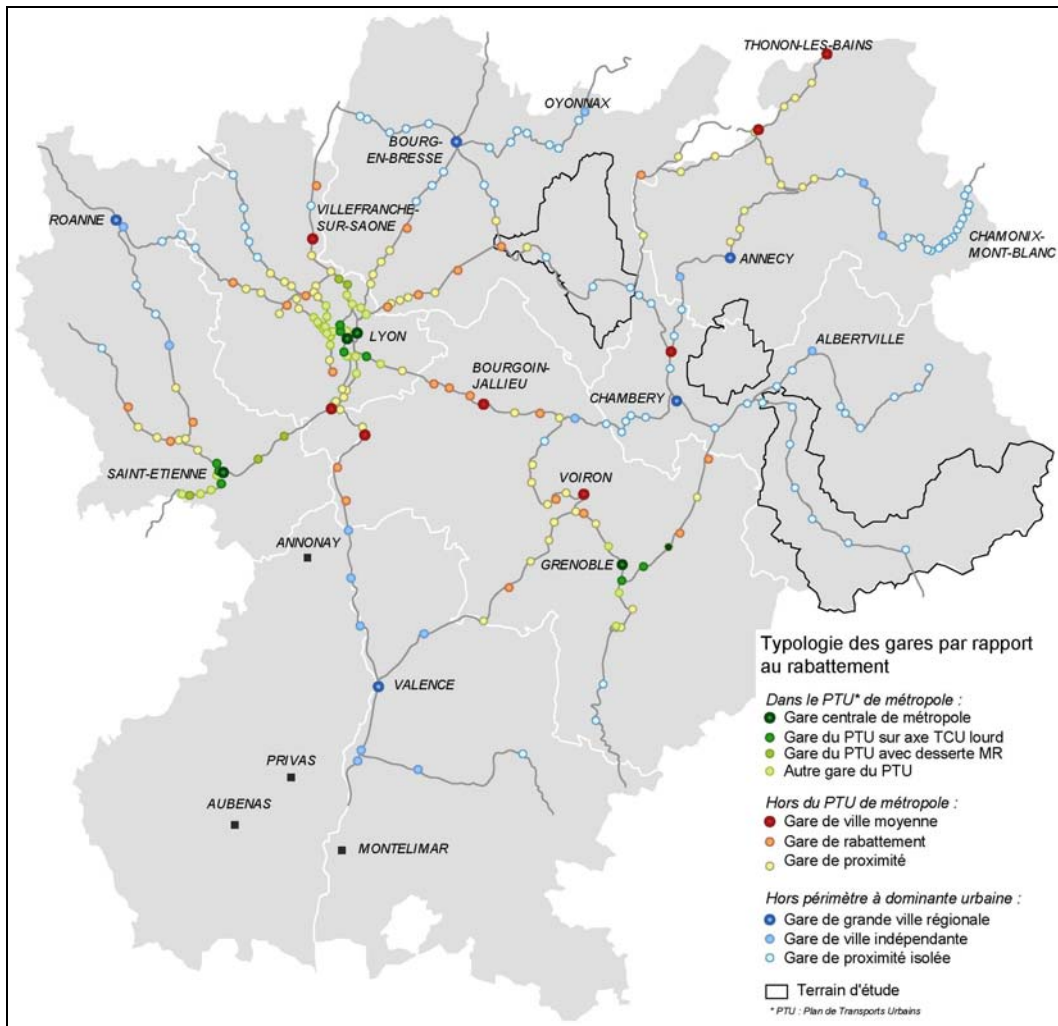 THONON-LES-BAINS
OYONNAX
BOURG-
EN-BRESSE
ROANNE
VILLEFRANCHE-
SUR-SAONE
CHAMONIX-
MONT-BLANC
ANNECY
LYON
ALBERTVILLE
BOURGOIN-
JALLIEU
CHAMBERY
SAINT-ETIENNE
VOIRON
ANNONAY
GRENOBLE
VALENCE
PRIVAS
AUBENAS
MONTELIMAR
Typologie des gares par rapport
au rabattement
Dans le PTU* de métropole :
Gare centrale de métropole
Gare du PTU sur axe TCU lourd
Gare du PTU avec desserte MR
Autre gare du PTU
Hors du PTU de métropole :
Gare de ville moyenne
Gare de rabattement
Gare de proximité
Hors périmètre à dominante urbaine :
Gare de grande ville régionale
Gare de ville indépendante
Gare de proximité isolée
Terrain d'étude
* PTU : Plan de Transports Urbains